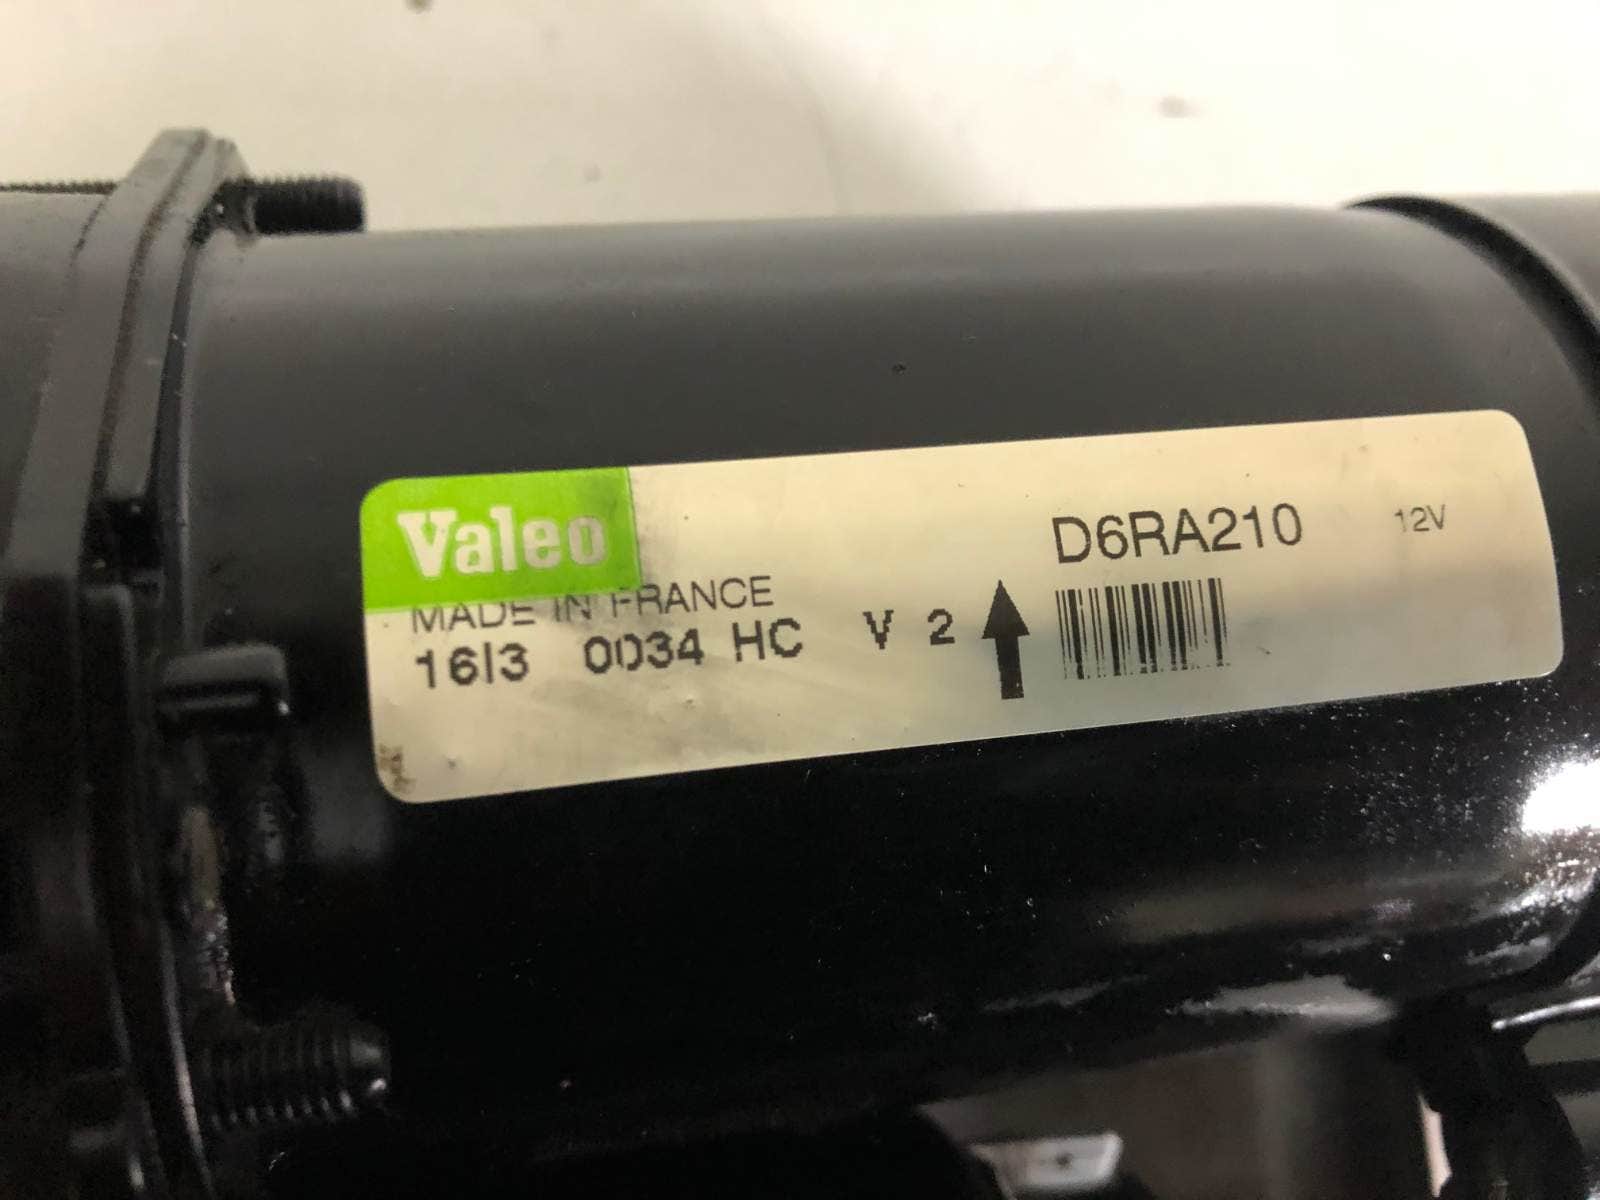 Valeo
D6RA210 12V
MADE IN FRANCE
16I3 0034 HC V 2